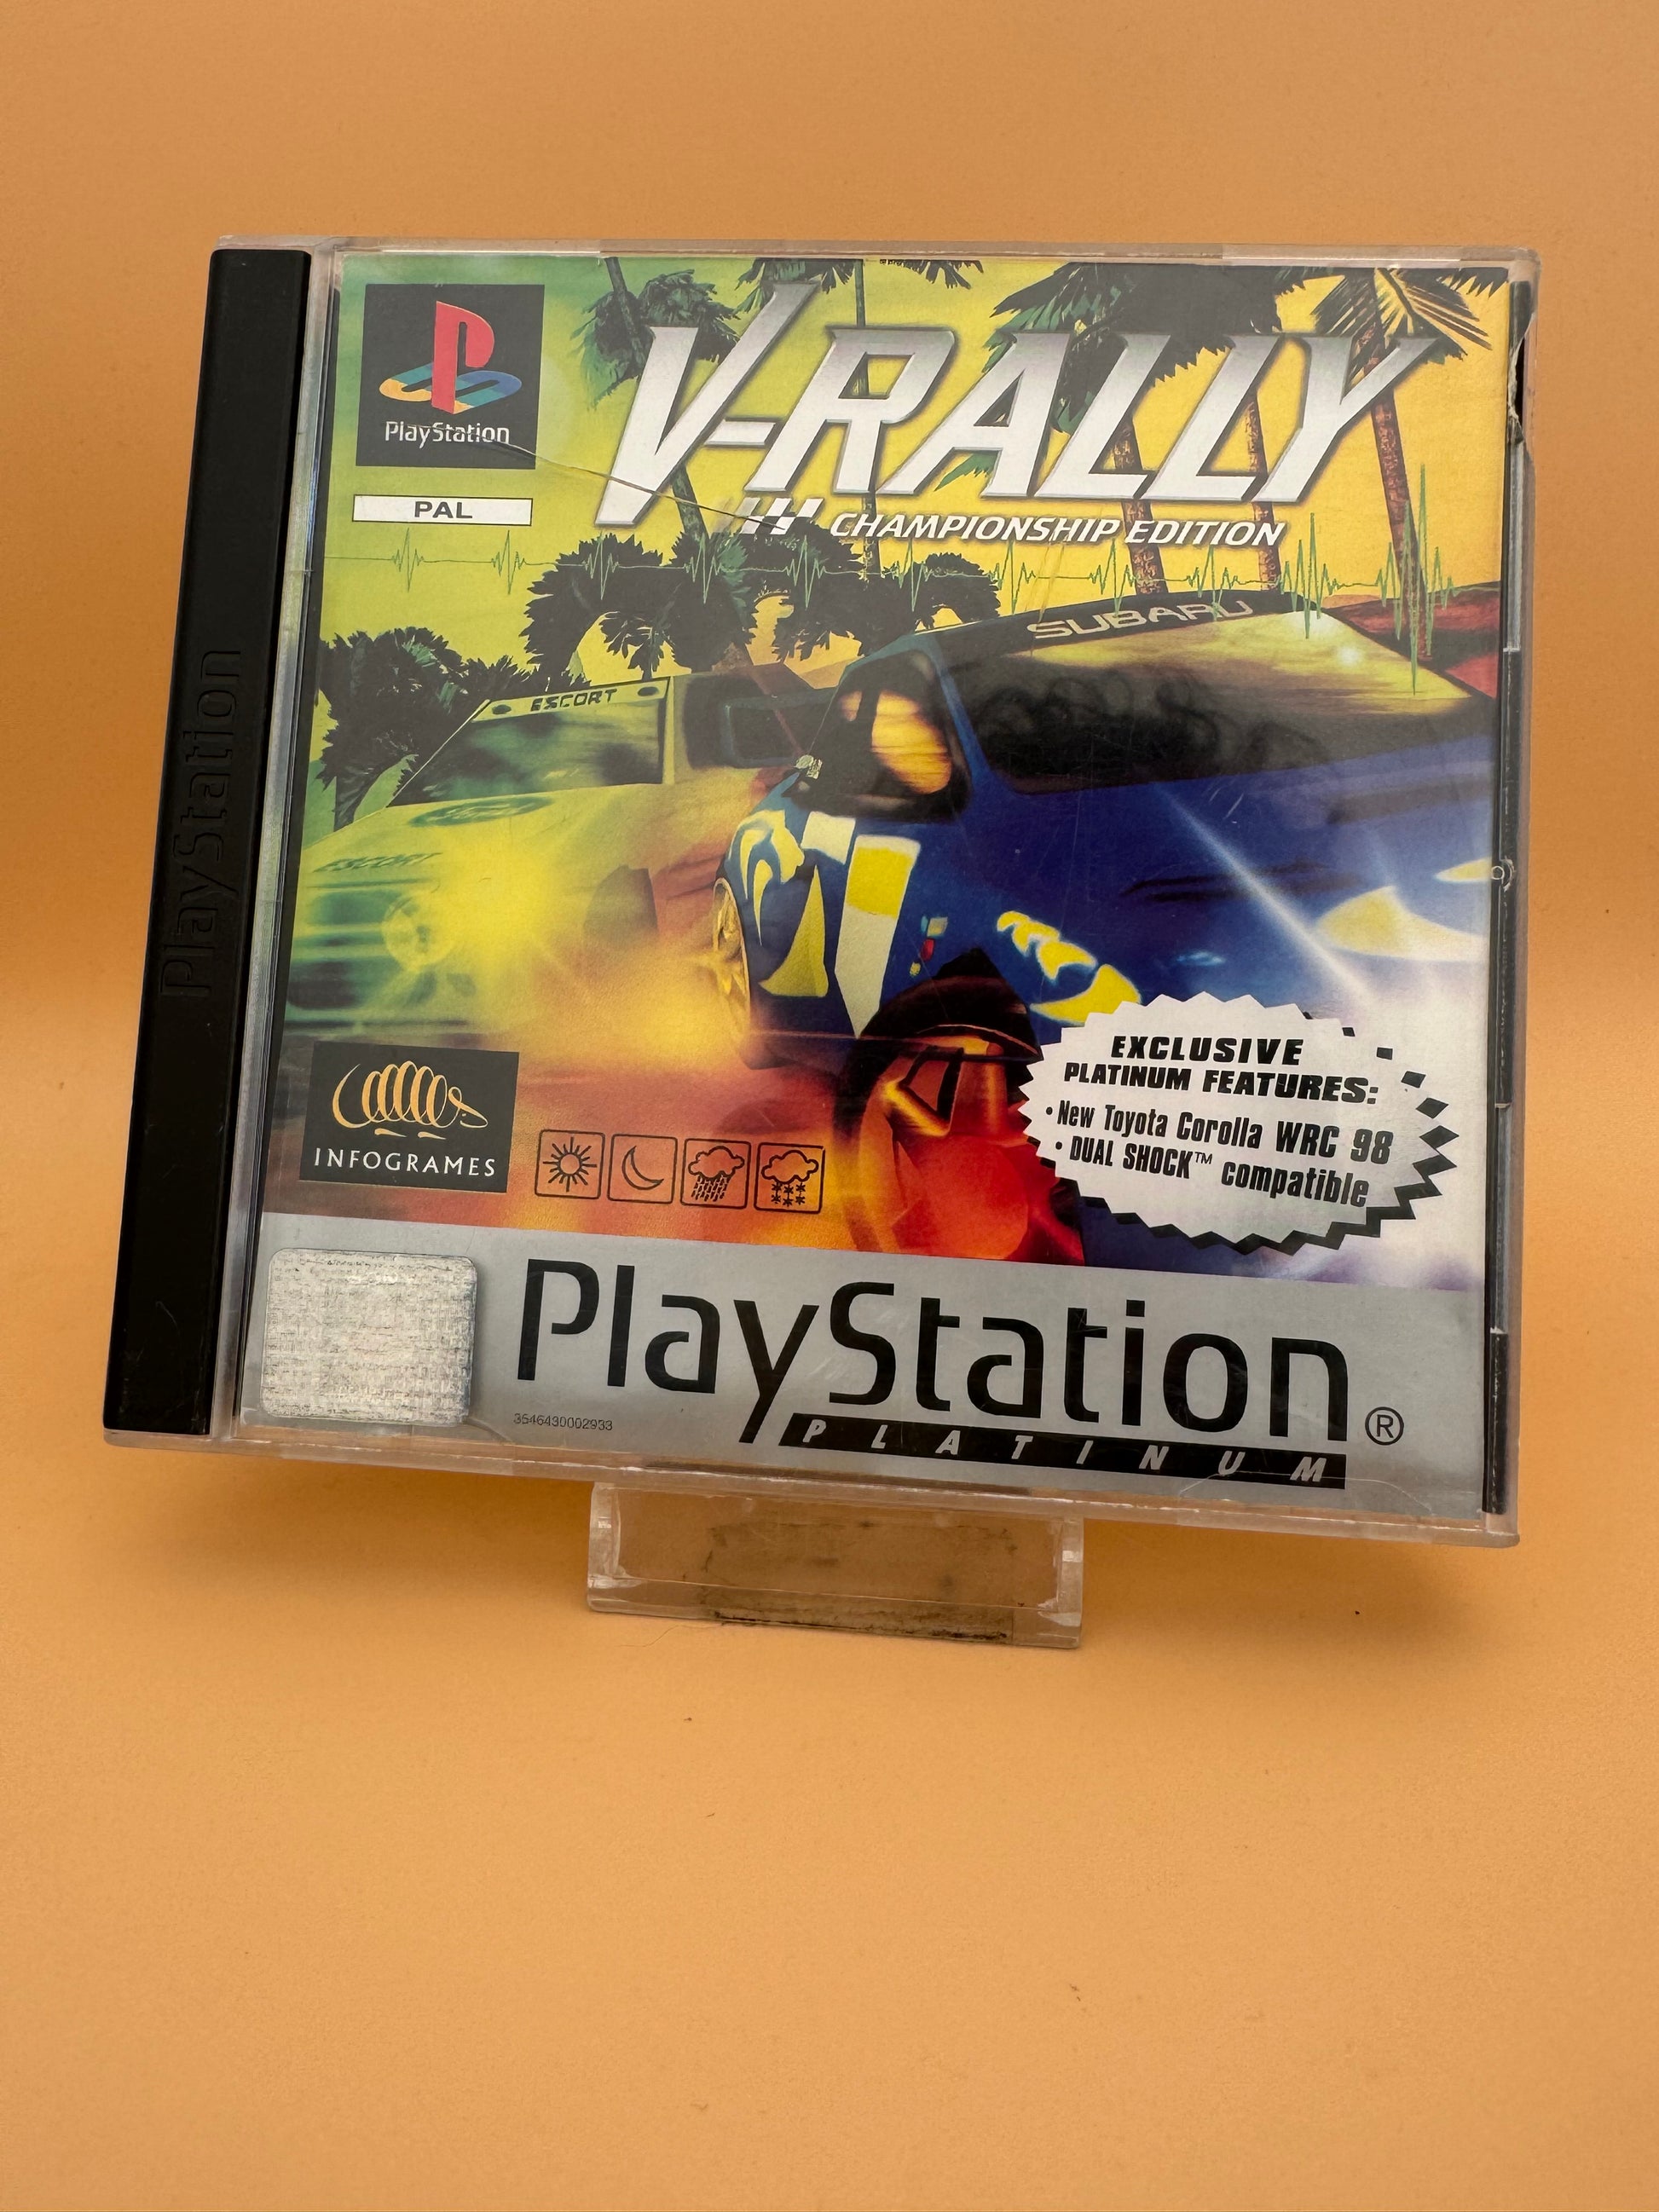 PlayStation
PlayStation
PAL
V-RALLY
CHAMPIONSHIP EDITION
SUBARU
ESCORT
ESCORT
EXCLUSIVE
PLATINUM FEATURES:
• New Toyota Corolla WRC 98
• DUAL SHOCK™ compatible
INFOGRAMES
PlayStation®
PLATINUM
3546430002933